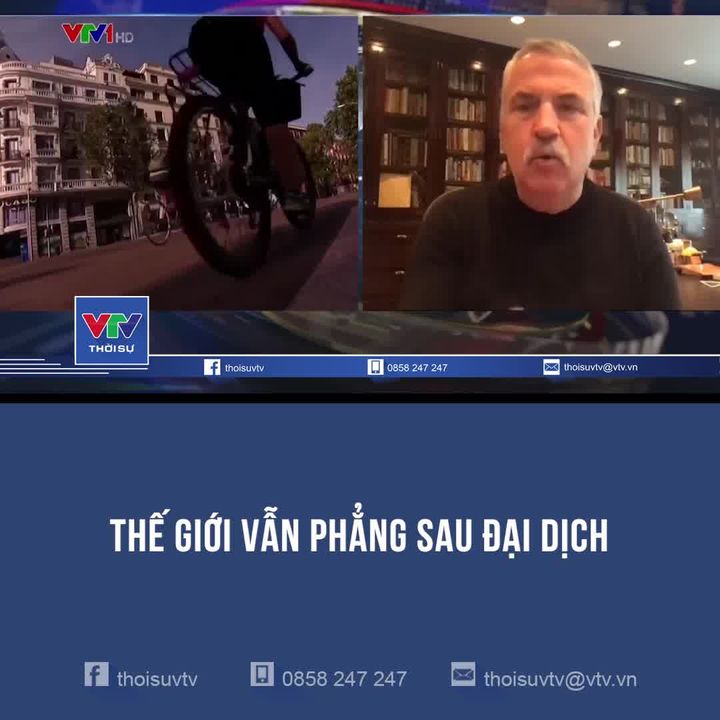 VTV1 HD
VTV
THỜI SỰ
thoisuvtv
0858 247 247
thoisuvtv@vtv.vn
THẾ GIỚI VẪN PHẲNG SAU ĐẠI DỊCH
thoisuvtv
0858 247 247
thoisuvtv@vtv.vn